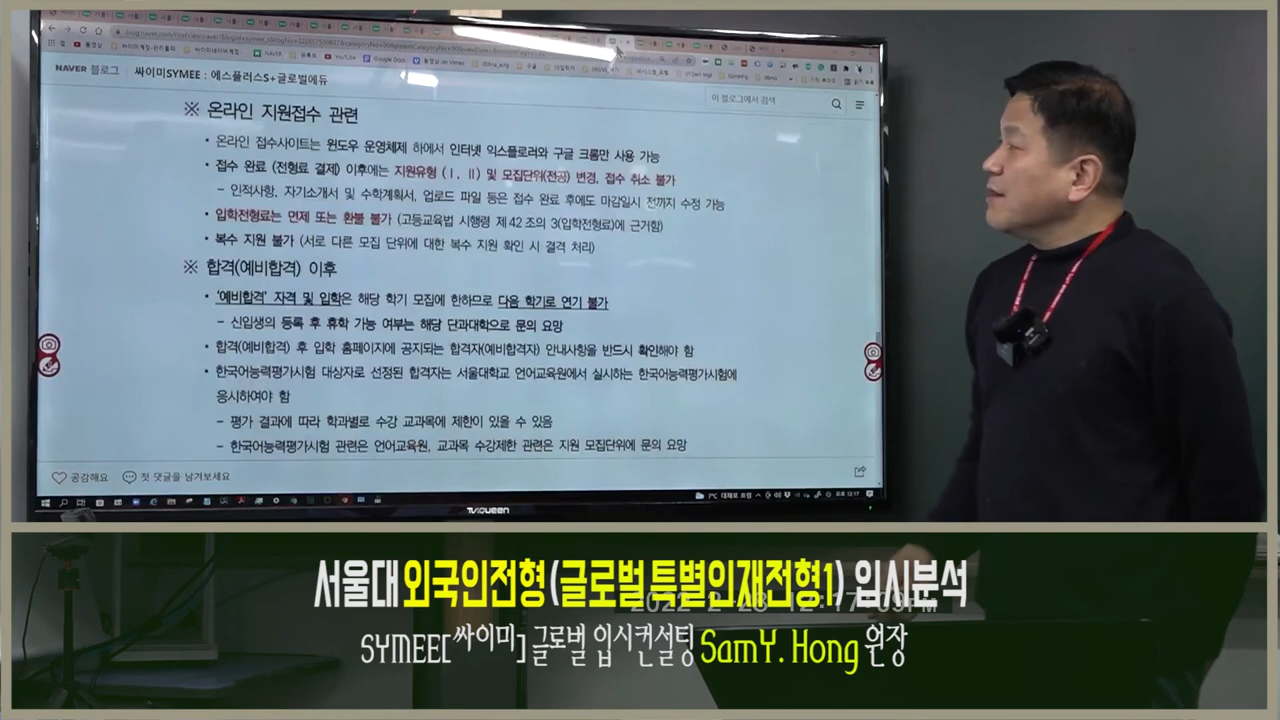 NAVER 블로그 싸이미SYMEE : 에스플러스S+글로벌에듀
이 블로그에서 검색
※ 온라인 지원접수 관련
• 온라인 접수사이트는 윈도우 운영체제 하에서 인터넷 익스플로러와 구글 크롬만 사용 가능
• 접수 완료 (전형료 결제) 이후에는 지원유형 (Ⅰ, Ⅱ) 및 모집단위(전공) 변경, 접수 취소 불가
- 인적사항, 자기소개서 및 수학계획서, 업로드 파일 등은 접수 완료 후에도 마감일시 전까지 수정 가능
• 입학전형료는 면제 또는 환불 불가 (고등교육법 시행령 제42조의 3(입학전형료)에 근거함)
• 복수 지원 불가 (서로 다른 모집 단위에 대한 복수 지원 확인 시 결격 처리)
※ 합격(예비합격) 이후
• '예비합격' 자격 및 입학은 해당 학기 모집에 한하므로 다음 학기로 연기 불가
- 신입생의 등록 후 휴학 가능 여부는 해당 단과대학으로 문의 요망
• 합격(예비합격) 후 입학 홈페이지에 공지되는 합격자(예비합격자) 안내사항을 반드시 확인해야 함
• 한국어능력평가시험 대상자로 선정된 합격자는 서울대학교 언어교육원에서 실시하는 한국어능력평가시험에
응시하여야 함
- 평가 결과에 따라 학과별로 수강 교과목에 제한이 있을 수 있음
- 한국어능력평가시험 관련은 언어교육원, 교과목 수강제한 관련은 지원 모집단위에 문의 요망
공감해요 첫 댓글을 남겨보세요
7℃ 대체로 흐림 오후 12:17
TVQUEEN
서울대 외국인전형 (글로벌 특별인재전형1) 입시분석
2022 2 28 12:17 09PM
SYMEE[싸이미] 글로벌 입시컨설팅 Sam Y. Hong 원장